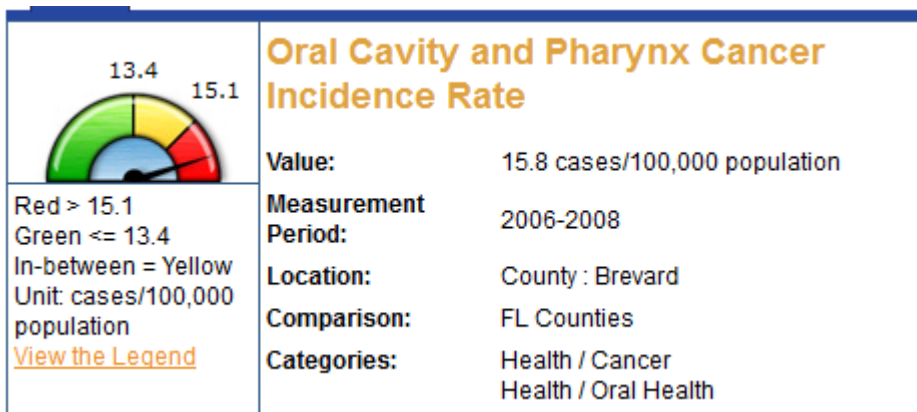 13.4
15.1
Red > 15.1
Green <= 13.4
In-between = Yellow
Unit: cases/100,000
population
View the Legend
Oral Cavity and Pharynx Cancer
Incidence Rate
Value: 15.8 cases/100,000 population
Measurement
Period: 2006-2008
Location: County : Brevard
Comparison: FL Counties
Categories: Health / Cancer
Health / Oral Health